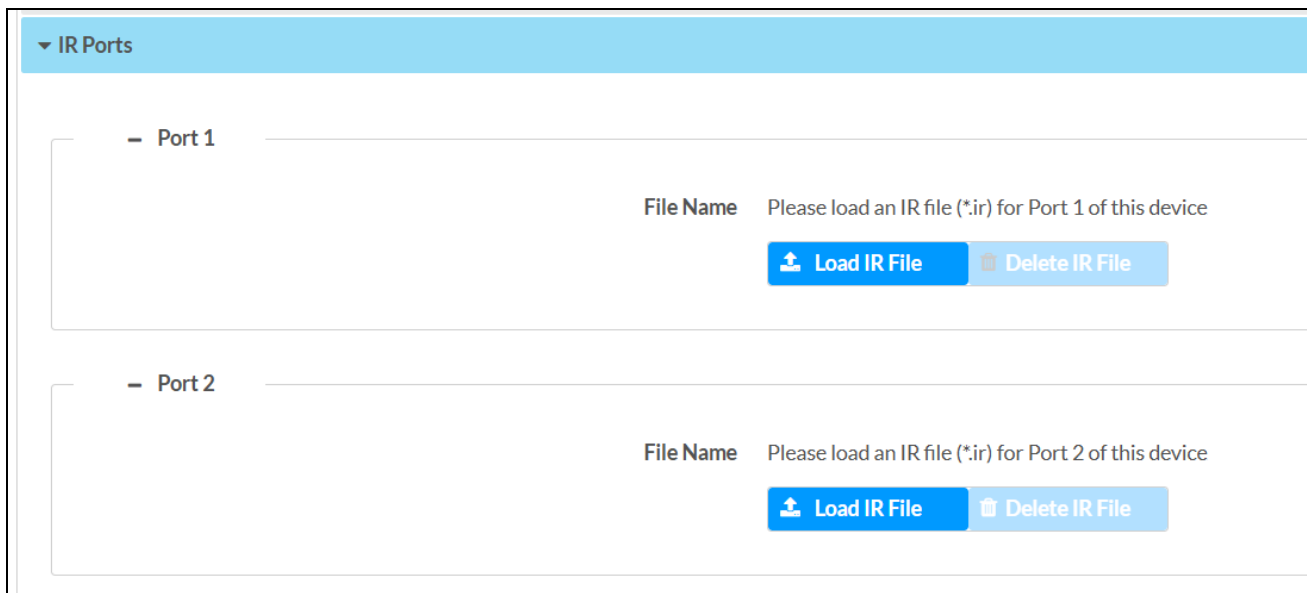 IR Ports
Port 1
File Name Please load an IR file (*.ir) for Port 1 of this device
Load IR File Delete IR File
Port 2
File Name Please load an IR file (*.ir) for Port 2 of this device
Load IR File Delete IR File